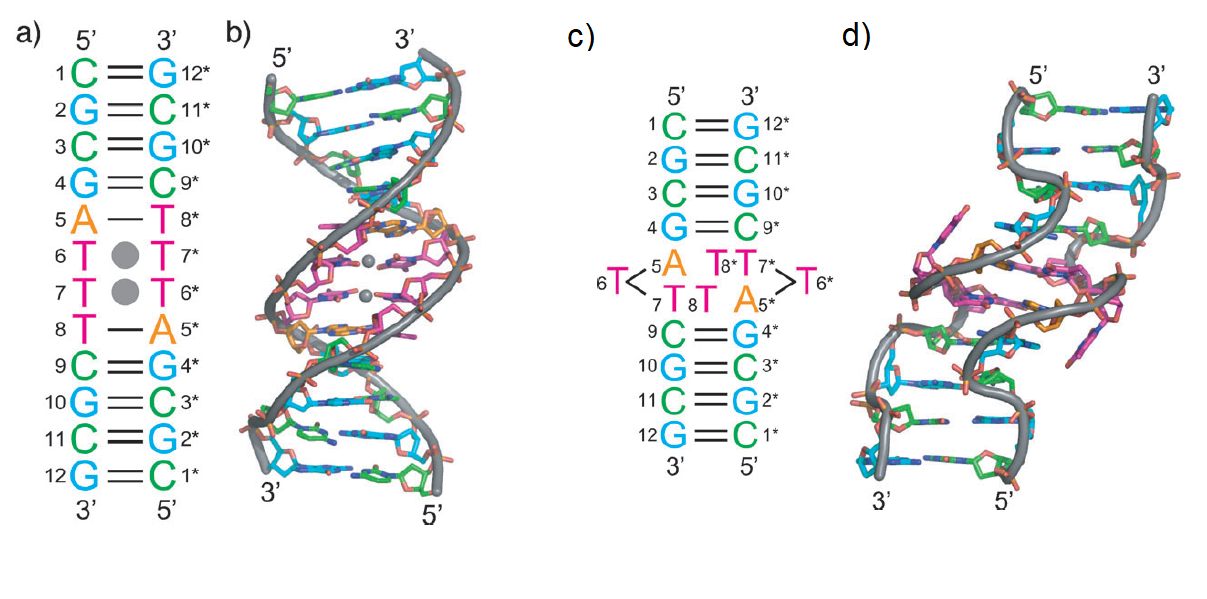 a)
5’ 3’
1 C G 12*
2 G C 11*
3 C G 10*
4 G C 9*
5 A T 8*
6 T T 7*
7 T T 6*
8 T A 5*
9 C G 4*
10 G C 3*
11 C G 2*
12 G C 1*
3’ 5’
b)
5’ 3’
3’ 5’
c)
5’ 3’
1 C G 12*
2 G C 11*
3 C G 10*
4 G C 9*
5 A T 8* T 7*
6 T T 6*
7 T 8 T A 5*
9 C G 4*
10 G C 3*
11 C G 2*
12 G C 1*
3’ 5’
d)
5’ 3’
3’ 5’